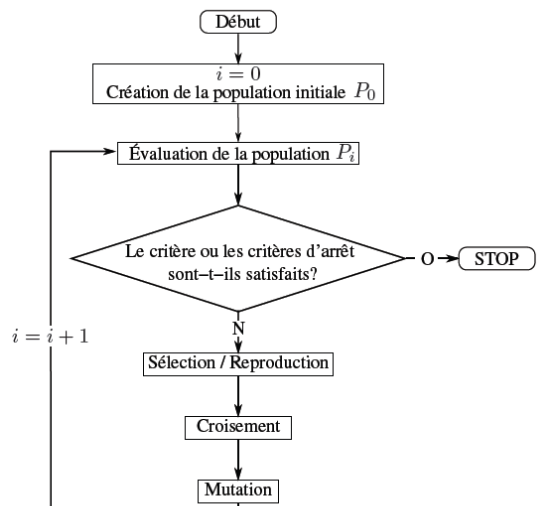 Début
i = 0
Création de la population initiale P₀
Évaluation de la population Pᵢ
Le critère ou les critères d'arrêt
sont–t–ils satisfaits?
O
STOP
N
i = i + 1
Sélection / Reproduction
Croisement
Mutation